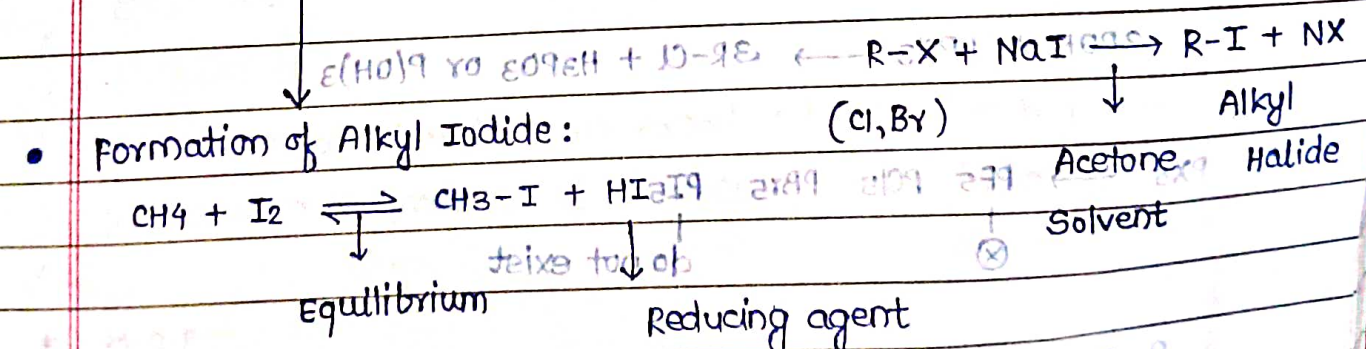 R-X + NaI → R-I + NX
(Cl, Br) ↓ Alkyl
Acetone Halide
Solvent
• Formation of Alkyl Iodide :
CH4 + I2 ⇌ CH3-I + HI
↓ ↓
Equilibrium Reducing agent